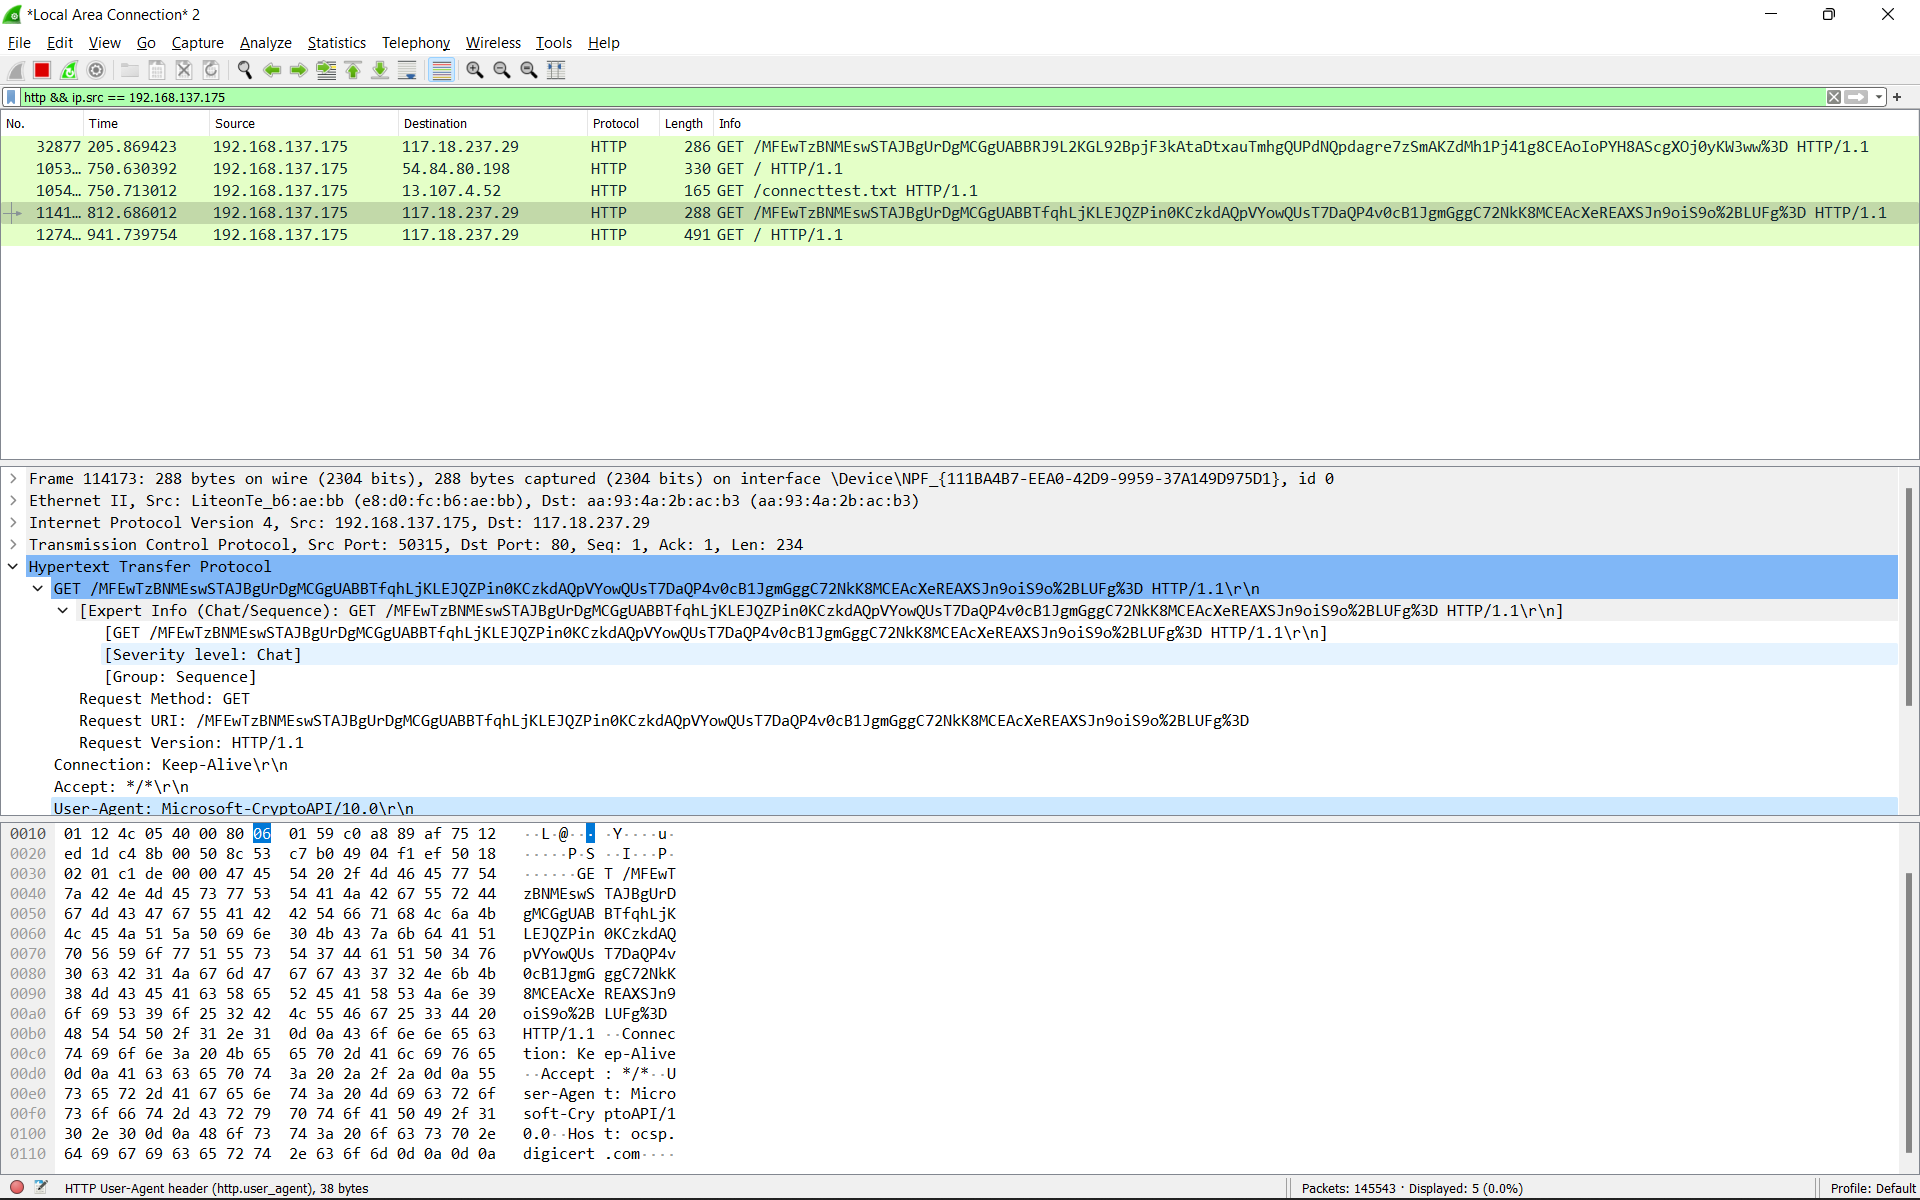 *Local Area Connection* 2
File Edit View Go Capture Analyze Statistics Telephony Wireless Tools Help
http && ip.src == 192.168.137.175
No. Time Source Destination Protocol Length Info
32877 205.869423 192.168.137.175 117.18.237.29 HTTP 286 GET /MFEwTzBNMEswSTAJBgUrDgMCGgUABBRJ9L2KGL92BpjF3kAtaDtxauTmhgQUPdNQpdagre7zSmAKZdMh1Pj41g8CEAoIoPYH8AScgXOj0yKW3ww%3D HTTP/1.1
1053… 750.630392 192.168.137.175 54.84.80.198 HTTP 330 GET / HTTP/1.1
1054… 750.713012 192.168.137.175 13.107.4.52 HTTP 165 GET /connecttest.txt HTTP/1.1
1141… 812.686012 192.168.137.175 117.18.237.29 HTTP 288 GET /MFEwTzBNMEswSTAJBgUrDgMCGgUABBTfqhLjKLEJQZPin0KCzkdAQpVYowQUsT7DaQP4v0cB1JgmGggC72NkK8MCEAcXeREAXSJn9oiS9o%2BLUFg%3D HTTP/1.1
1274… 941.739754 192.168.137.175 117.18.237.29 HTTP 491 GET / HTTP/1.1
Frame 114173: 288 bytes on wire (2304 bits), 288 bytes captured (2304 bits) on interface \Device\NPF_{111BA4B7-EEA0-42D9-9959-37A149D975D1}, id 0
Ethernet II, Src: LiteonTe_b6:ae:bb (e8:d0:fc:b6:ae:bb), Dst: aa:93:4a:2b:ac:b3 (aa:93:4a:2b:ac:b3)
Internet Protocol Version 4, Src: 192.168.137.175, Dst: 117.18.237.29
Transmission Control Protocol, Src Port: 50315, Dst Port: 80, Seq: 1, Ack: 1, Len: 234
Hypertext Transfer Protocol
GET /MFEwTzBNMEswSTAJBgUrDgMCGgUABBTfqhLjKLEJQZPin0KCzkdAQpVYowQUsT7DaQP4v0cB1JgmGggC72NkK8MCEAcXeREAXSJn9oiS9o%2BLUFg%3D HTTP/1.1\r\n
[Expert Info (Chat/Sequence): GET /MFEwTzBNMEswSTAJBgUrDgMCGgUABBTfqhLjKLEJQZPin0KCzkdAQpVYowQUsT7DaQP4v0cB1JgmGggC72NkK8MCEAcXeREAXSJn9oiS9o%2BLUFg%3D HTTP/1.1\r\n]
[GET /MFEwTzBNMEswSTAJBgUrDgMCGgUABBTfqhLjKLEJQZPin0KCzkdAQpVYowQUsT7DaQP4v0cB1JgmGggC72NkK8MCEAcXeREAXSJn9oiS9o%2BLUFg%3D HTTP/1.1\r\n]
[Severity level: Chat]
[Group: Sequence]
Request Method: GET
Request URI: /MFEwTzBNMEswSTAJBgUrDgMCGgUABBTfqhLjKLEJQZPin0KCzkdAQpVYowQUsT7DaQP4v0cB1JgmGggC72NkK8MCEAcXeREAXSJn9oiS9o%2BLUFg%3D
Request Version: HTTP/1.1
Connection: Keep-Alive\r\n
Accept: */*\r\n
User-Agent: Microsoft-CryptoAPI/10.0\r\n
0010 01 12 4c 05 40 00 80 06 01 59 c0 a8 89 af 75 12 ··L·@··· ·Y····u·
0020 ed 1d c4 8b 00 50 8c 53 c7 b0 49 04 f1 ef 50 18 ·····P·S ··I···P·
0030 02 01 c1 de 00 00 47 45 54 20 2f 4d 46 45 77 54 ······GE T /MFEwT
0040 7a 42 4e 4d 45 73 77 53 54 41 4a 42 67 55 72 44 zBNMEswS TAJBgUrD
0050 67 4d 43 47 67 55 41 42 42 54 66 71 68 4c 6a 4b gMCGgUAB BTfqhLjK
0060 4c 45 4a 51 5a 50 69 6e 30 4b 43 7a 6b 64 41 51 LEJQZPin 0KCzkdAQ
0070 70 56 59 6f 77 51 55 73 54 37 44 61 51 50 34 76 pVYowQUs T7DaQP4v
0080 30 63 42 31 4a 67 6d 47 67 67 43 37 32 4e 6b 4b 0cB1JgmG ggC72NkK
0090 38 4d 43 45 41 63 58 65 52 45 41 58 53 4a 6e 39 8MCEAcXe REAXSJn9
00a0 6f 69 53 39 6f 25 32 42 4c 55 46 67 25 33 44 20 oiS9o%2B LUFg%3D
00b0 48 54 54 50 2f 31 2e 31 0d 0a 43 6f 6e 6e 65 63 HTTP/1.1 ··Connec
00c0 74 69 6f 6e 3a 20 4b 65 65 70 2d 41 6c 69 76 65 tion: Ke ep-Alive
00d0 0d 0a 41 63 63 65 70 74 3a 20 2a 2f 2a 0d 0a 55 ··Accept : */*··U
00e0 73 65 72 2d 41 67 65 6e 74 3a 20 4d 69 63 72 6f ser-Agen t: Micro
00f0 73 6f 66 74 2d 43 72 79 70 74 6f 41 50 49 2f 31 soft-Cry ptoAPI/1
0100 30 2e 30 0d 0a 48 6f 73 74 3a 20 6f 63 73 70 2e 0.0··Hos t: ocsp.
0110 64 69 67 69 63 65 72 74 2e 63 6f 6d 0d 0a 0d 0a digicert .com····
HTTP User-Agent header (http.user_agent), 38 bytes
Packets: 145543 · Displayed: 5 (0.0%)
Profile: Default